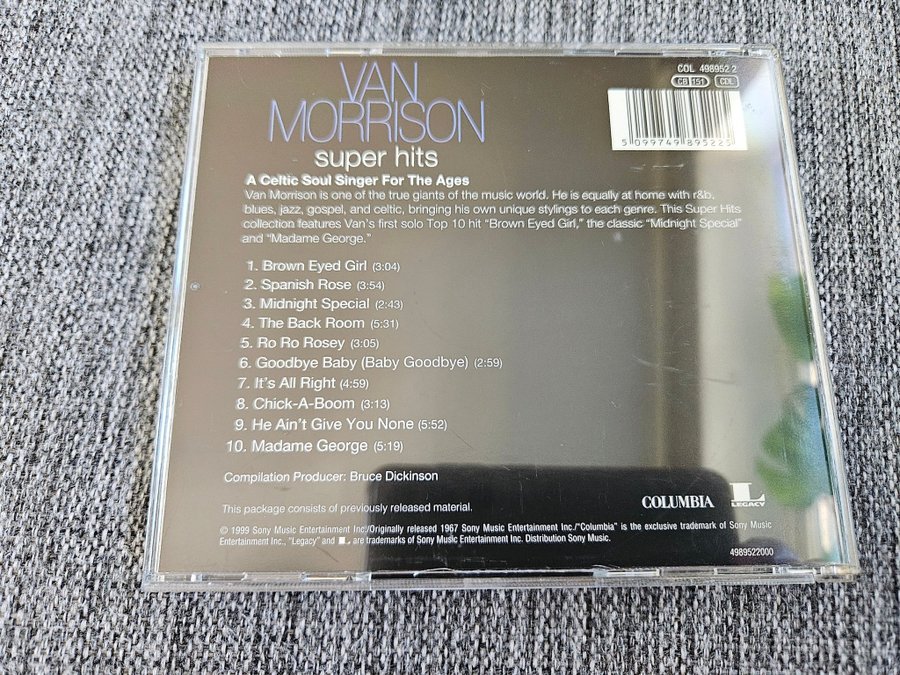 VAN
MORRISON
super hits
COL 498952 2
GB 151 CDL
5 099749 895225
A Celtic Soul Singer For The Ages
Van Morrison is one of the true giants of the music world. He is equally at home with r&b,
blues, jazz, gospel, and celtic, bringing his own unique stylings to each genre. This Super Hits
collection features Van's first solo Top 10 hit "Brown Eyed Girl," the classic "Midnight Special"
and "Madame George."
1. Brown Eyed Girl (3:04)
2. Spanish Rose (3:54)
3. Midnight Special (2:43)
4. The Back Room (5:31)
5. Ro Ro Rosey (3:05)
6. Goodbye Baby (Baby Goodbye) (2:59)
7. It's All Right (4:59)
8. Chick-A-Boom (3:13)
9. He Ain't Give You None (5:52)
10. Madame George (5:19)
Compilation Producer: Bruce Dickinson
This package consists of previously released material.
COLUMBIA
L
LEGACY
© 1999 Sony Music Entertainment Inc./Originally released 1967 Sony Music Entertainment Inc./"Columbia" is the exclusive trademark of Sony Music
Entertainment Inc., "Legacy" and L are trademarks of Sony Music Entertainment Inc. Distribution Sony Music.
4989522000